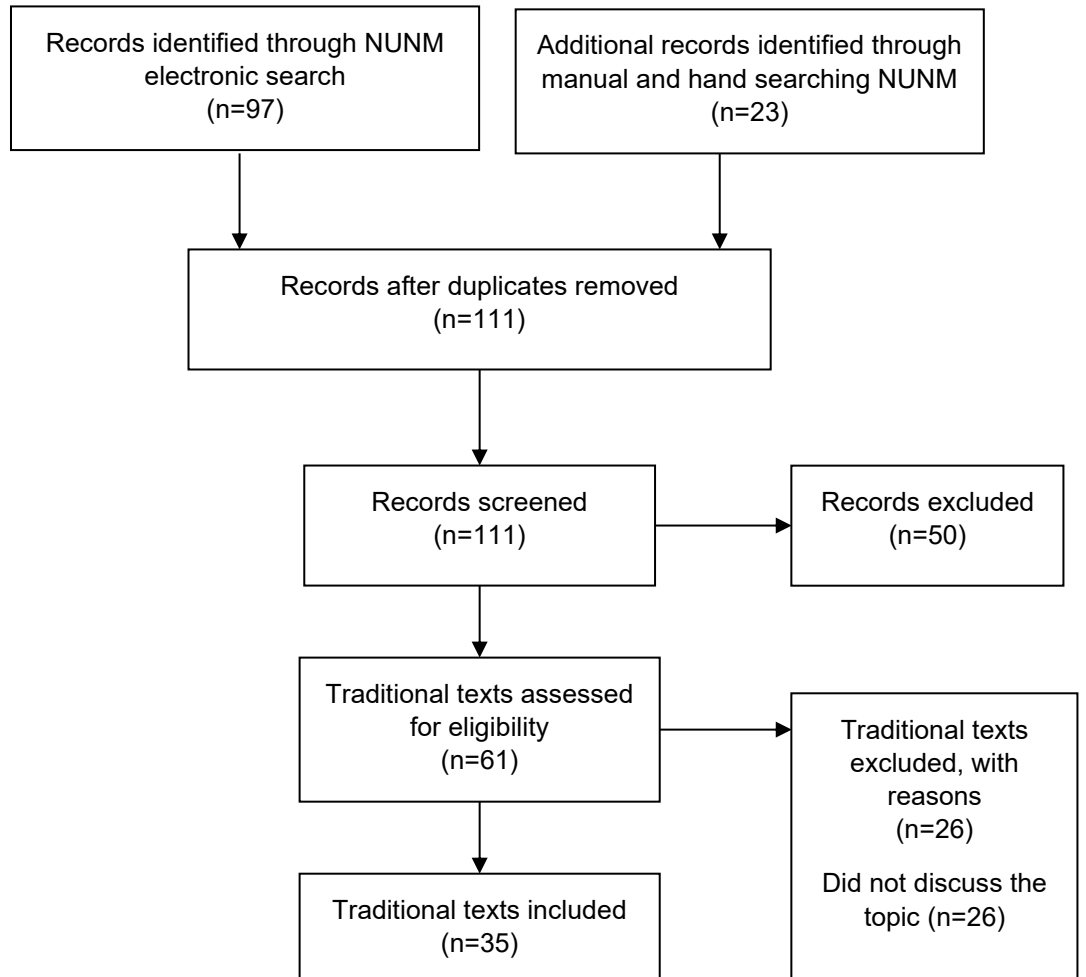 Records identified through NUNM
electronic search
(n=97)
Additional records identified through
manual and hand searching NUNM
(n=23)
Records after duplicates removed
(n=111)
Records screened
(n=111)
Records excluded
(n=50)
Traditional texts assessed
for eligibility
(n=61)
Traditional texts
excluded, with
reasons
(n=26)
Did not discuss the
topic (n=26)
Traditional texts included
(n=35)